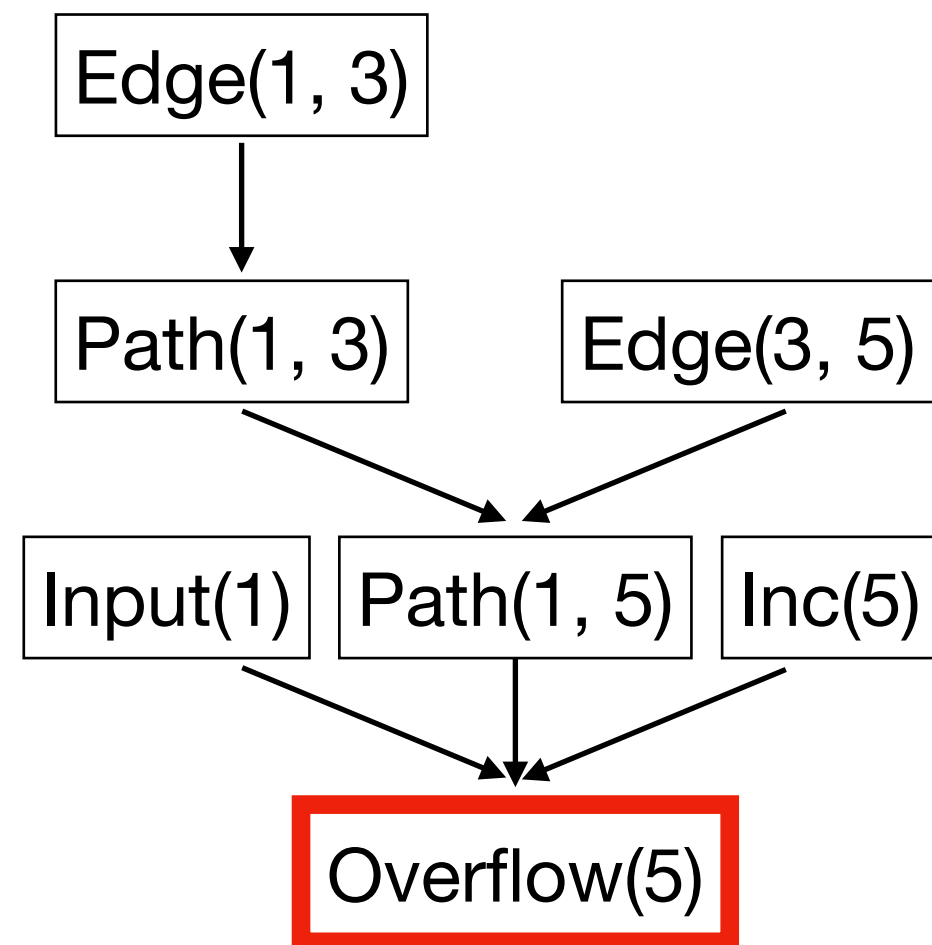 Edge(1, 3)
Path(1, 3)
Edge(3, 5)
Input(1)
Path(1, 5)
Inc(5)
Overflow(5)